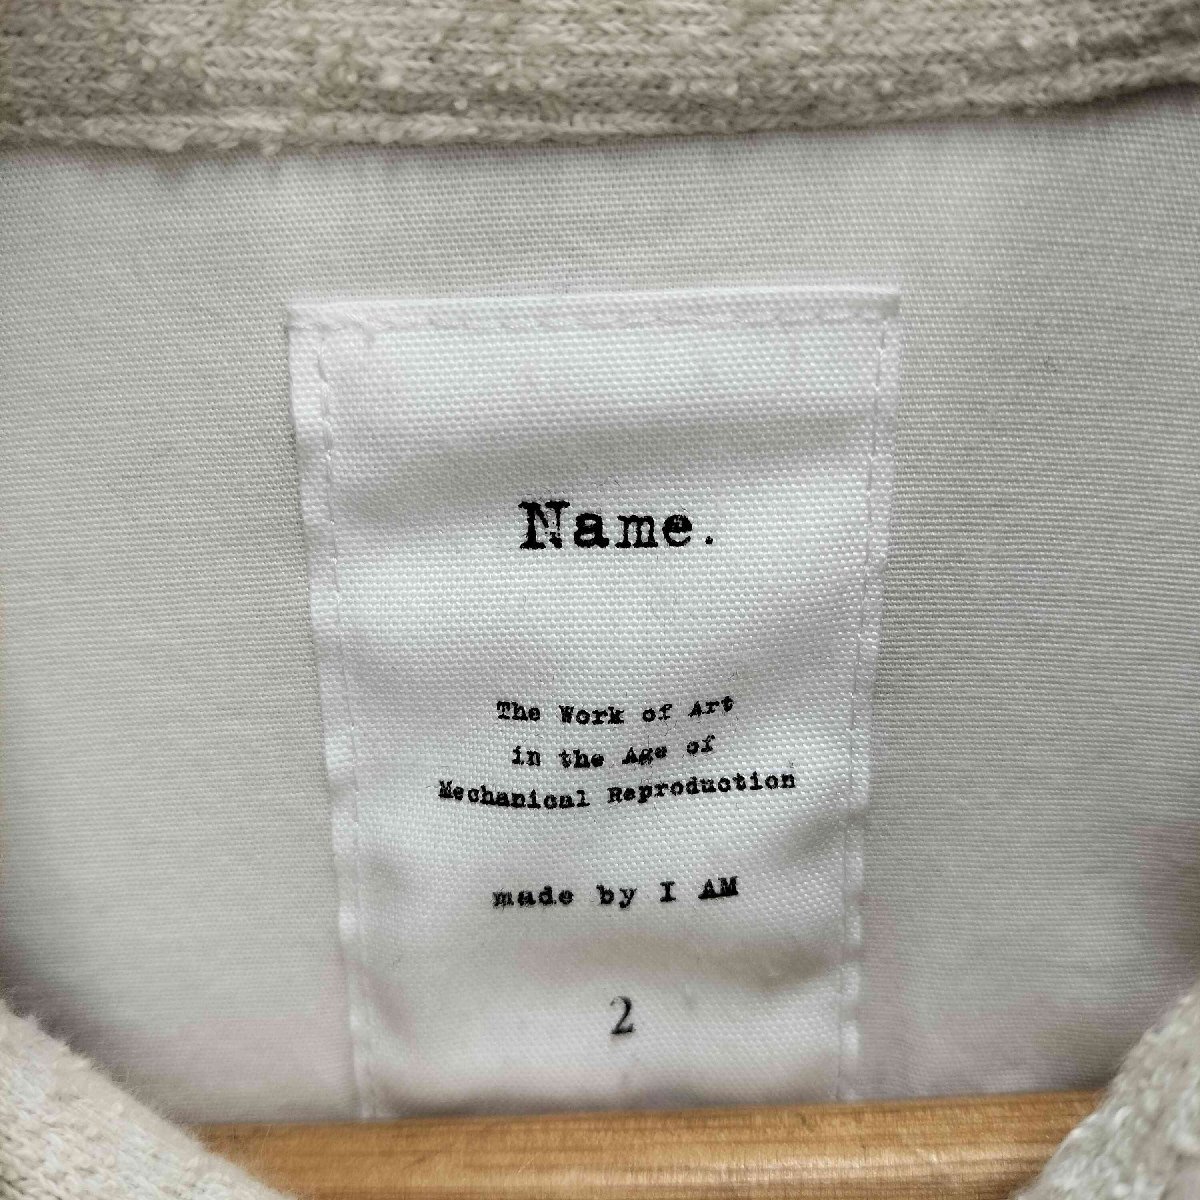 Name.
The Work of Art
in the Age of
Mechanical Reproduction
made by I AM
2